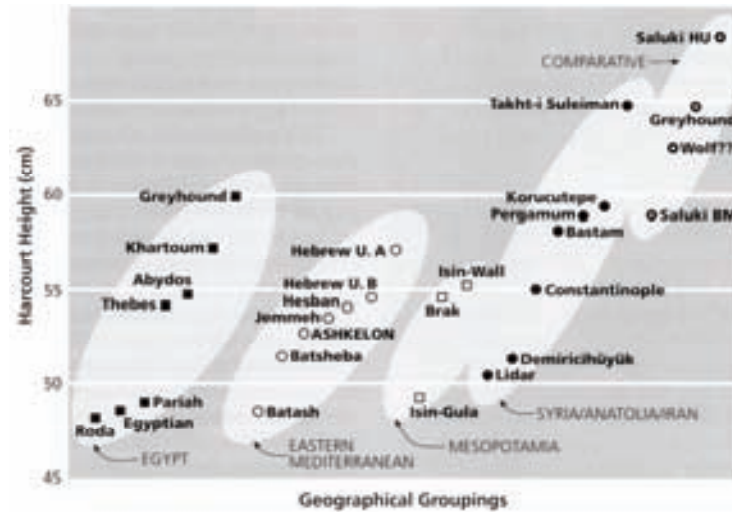 Harcourt Height (cm)
65
60
55
50
45
Saluki HU
COMPARATIVE
Takht-i Suleiman
Greyhound
Wolf??
Greyhound
Korucutepe
Pergamum
Saluki BM
Bastam
Khartoum
Hebrew U. A
Abydos
Isin-Wall
Hebrew U. B
Thebes
Hesban
Brak
Constantinople
Jemmeh
ASHKELON
Batsheba
Demiricihüyük
Lidar
Pariah
Egyptian
Roda
Batash
Isin-Gula
SYRIA/ANATOLIA/IRAN
EGYPT
EASTERN
MEDITERRANEAN
MESOPOTAMIA
Geographical Groupings